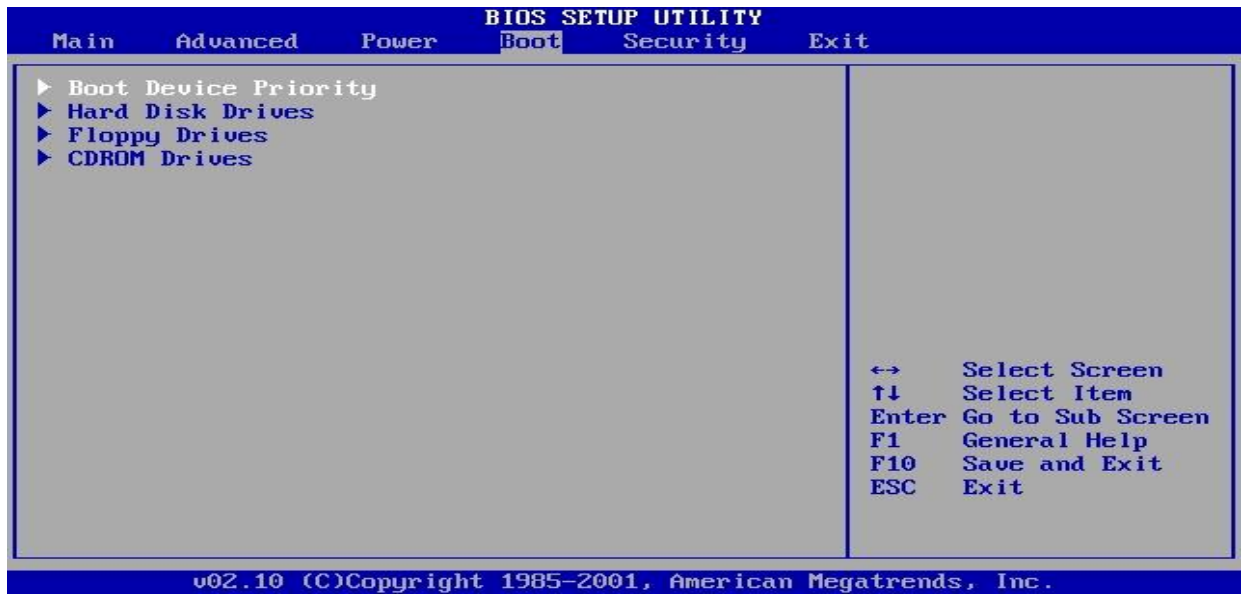 BIOS SETUP UTILITY
Main Advanced Power Boot Security Exit
Boot Device Priority
Hard Disk Drives
Floppy Drives
CDROM Drives
←→ Select Screen
↑↓ Select Item
Enter Go to Sub Screen
F1 General Help
F10 Save and Exit
ESC Exit
v02.10 (C)Copyright 1985-2001, American Megatrends, Inc.